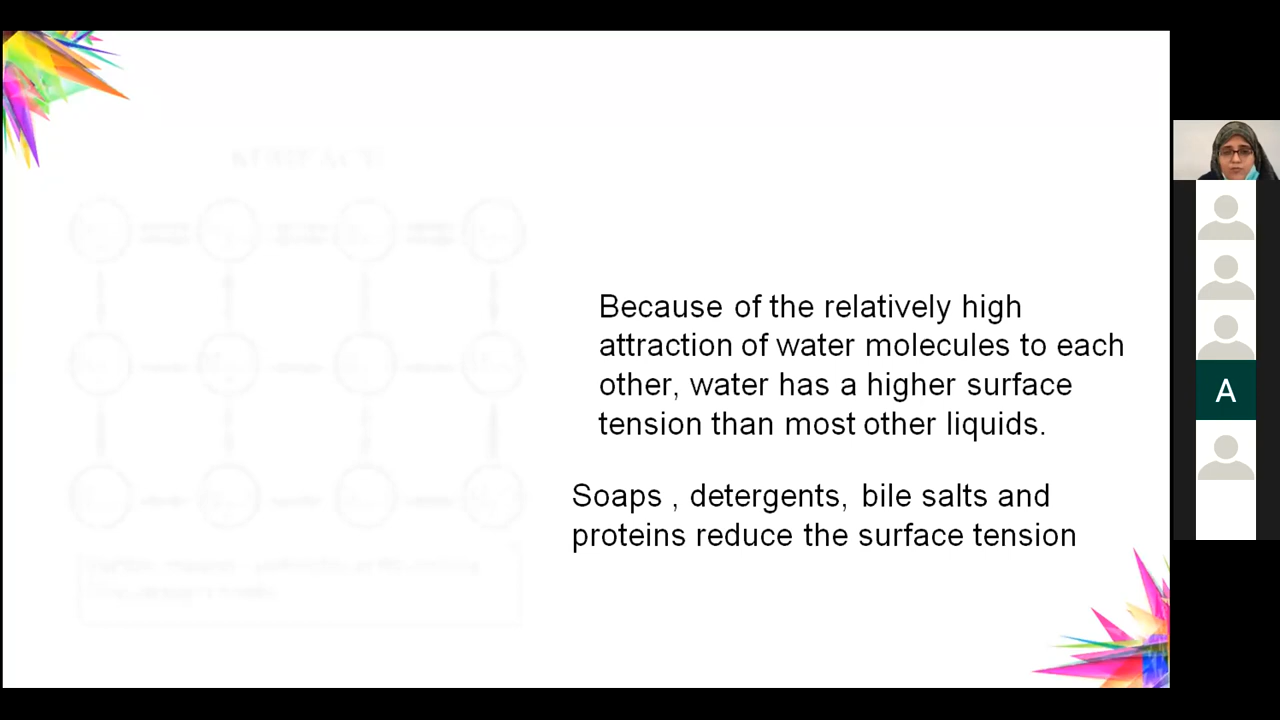 Because of the relatively high
attraction of water molecules to each
other, water has a higher surface
tension than most other liquids.
Soaps , detergents, bile salts and
proteins reduce the surface tension
A